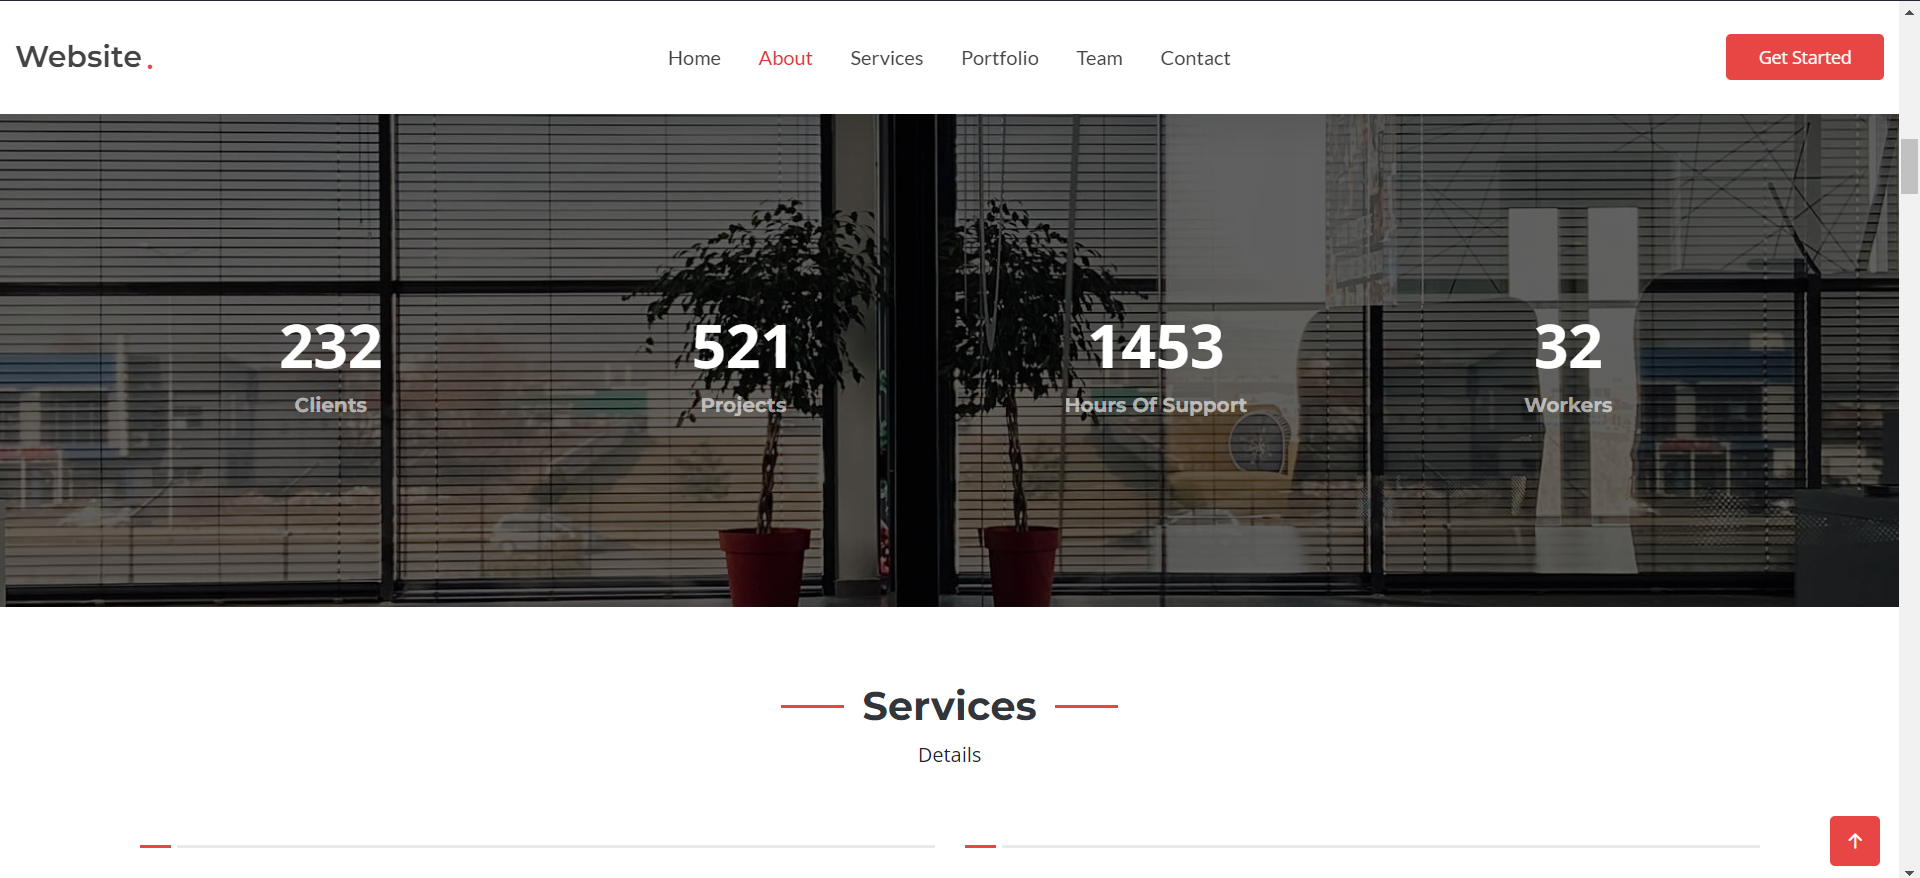 Website.
Home About Services Portfolio Team Contact
Get Started
232 521 1453 32
Clients Projects Hours Of Support Workers
Services
Details